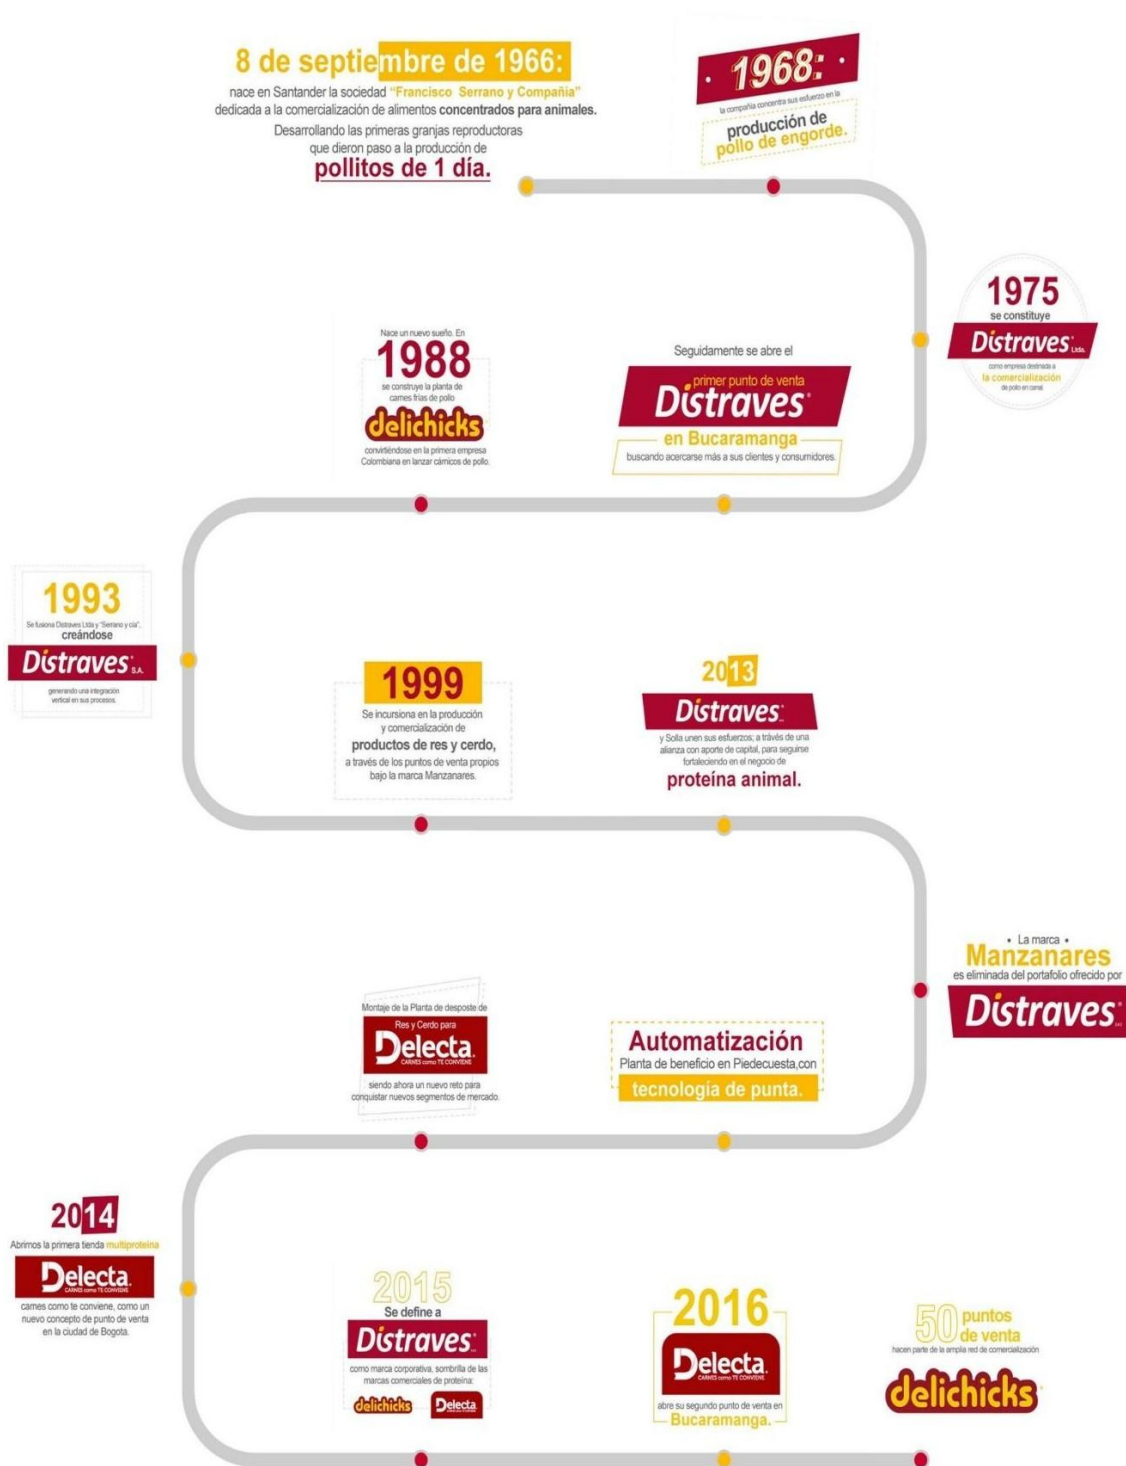 8 de septiembre de 1966:
nace en Santander la sociedad "Francisco Serrano y Compañia"
dedicada a la comercialización de alimentos concentrados para animales.
Desarrollando las primeras granjas reproductoras
que dieron paso a la producción de
pollitos de 1 día.
· 1968: ·
la compañía concentra sus esfuerzo en la
producción de
pollo de engorde.
1975
se constituye
Distraves Ltda.
como empresa destinada a
la comercialización
de pollo en canal.
Seguidamente se abre el
primer punto de venta
Distraves
en Bucaramanga
buscando acercarse más a sus clientes y consumidores.
Nace un nuevo sueño. En
1988
se construye la planta de
carnes frias de pollo
delichicks
convirtiéndose en la primera empresa
Colombiana en lanzar cárnicos de pollo.
1993
Se fusiona Distraves Ltda y "Serrano y cia",
creándose
Distraves S.A.
generando una integración
vertical en sus procesos.
1999
Se incursiona en la producción
y comercialización de
productos de res y cerdo,
a través de los puntos de venta propios
bajo la marca Manzanares.
2013
Distraves
y Solla unen sus esfuerzos; a través de una
alianza con aporte de capital, para seguirse
fortaleciendo en el negocio de
proteína animal.
• La marca •
Manzanares
es eliminada del portafolio ofrecido por
Distraves
Automatización
Planta de beneficio en Piedecuesta,con
tecnología de punta.
Montaje de la Planta de desposte de
Res y Cerdo para
Delecta.
CARNES como TE CONVIENE
siendo ahora un nuevo reto para
conquistar nuevos segmentos de mercado.
2014
Abrimos la primera tienda multiproteina
Delecta.
CARNES como TE CONVIENE
carnes como te conviene, como un
nuevo concepto de punto de venta
en la ciudad de Bogota.
2015
Se define a
Distraves
como marca corporativa, sombrilla de las
marcas comerciales de proteína:
delichicks Delecta
2016
Delecta.
CARNES como TE CONVIENE
abre su segundo punto de venta en
Bucaramanga.
50 puntos
de venta
hacen parte de la amplia red de comercialización
delichicks